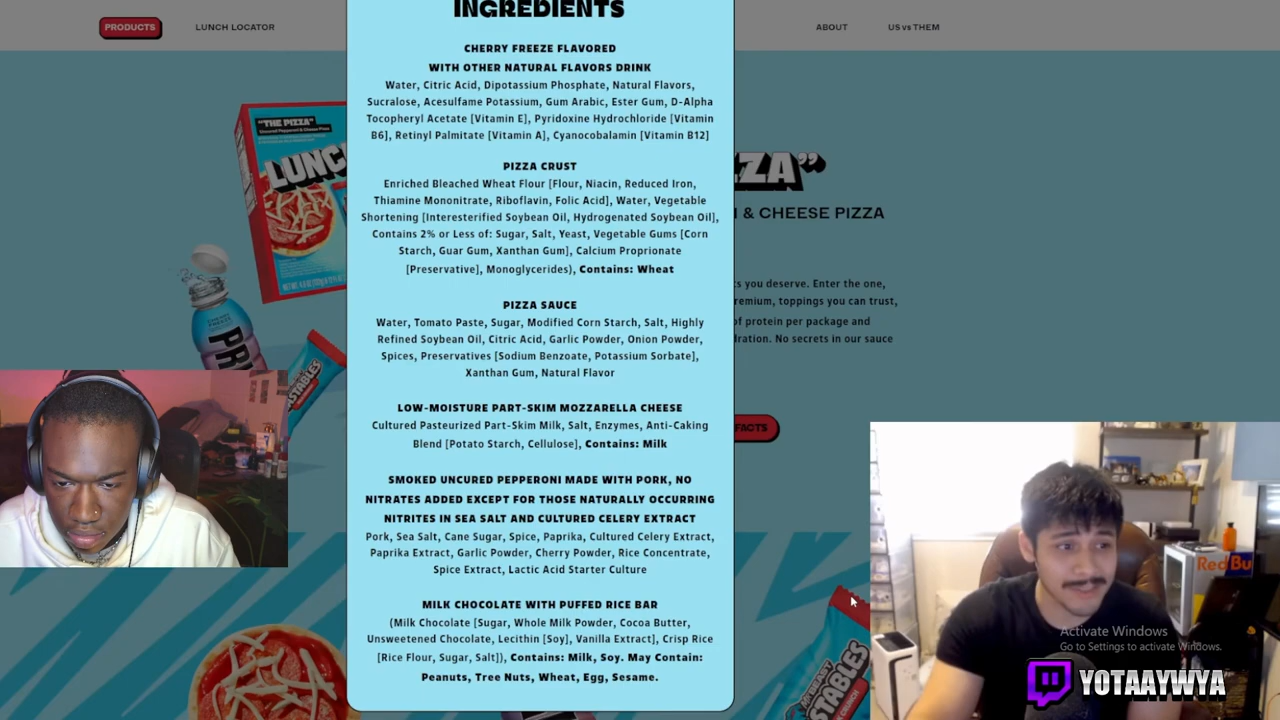 PRODUCTS
LUNCH LOCATOR
ABOUT
US vs THEM
INGREDIENTS
CHERRY FREEZE FLAVORED
WITH OTHER NATURAL FLAVORS DRINK
Water, Citric Acid, Dipotassium Phosphate, Natural Flavors,
Sucralose, Acesulfame Potassium, Gum Arabic, Ester Gum, D-Alpha
Tocopheryl Acetate [Vitamin E], Pyridoxine Hydrochloride [Vitamin
B6], Retinyl Palmitate [Vitamin A], Cyanocobalamin [Vitamin B12]
PIZZA CRUST
Enriched Bleached Wheat Flour [Flour, Niacin, Reduced Iron,
Thiamine Mononitrate, Riboflavin, Folic Acid], Water, Vegetable
Shortening [Interesterified Soybean Oil, Hydrogenated Soybean Oil],
Contains 2% or Less of: Sugar, Salt, Yeast, Vegetable Gums [Corn
Starch, Guar Gum, Xanthan Gum], Calcium Proprionate
[Preservative], Monoglycerides), Contains: Wheat
PIZZA SAUCE
Water, Tomato Paste, Sugar, Modified Corn Starch, Salt, Highly
Refined Soybean Oil, Citric Acid, Garlic Powder, Onion Powder,
Spices, Preservatives [Sodium Benzoate, Potassium Sorbate],
Xanthan Gum, Natural Flavor
LOW-MOISTURE PART-SKIM MOZZARELLA CHEESE
Cultured Pasteurized Part-Skim Milk, Salt, Enzymes, Anti-Caking
Blend [Potato Starch, Cellulose], Contains: Milk
SMOKED UNCURED PEPPERONI MADE WITH PORK, NO
NITRATES ADDED EXCEPT FOR THOSE NATURALLY OCCURRING
NITRITES IN SEA SALT AND CULTURED CELERY EXTRACT
Pork, Sea Salt, Cane Sugar, Spice, Paprika, Cultured Celery Extract,
Paprika Extract, Garlic Powder, Cherry Powder, Rice Concentrate,
Spice Extract, Lactic Acid Starter Culture
MILK CHOCOLATE WITH PUFFED RICE BAR
(Milk Chocolate [Sugar, Whole Milk Powder, Cocoa Butter,
Unsweetened Chocolate, Lecithin [Soy], Vanilla Extract], Crisp Rice
[Rice Flour, Sugar, Salt]), Contains: Milk, Soy. May Contain:
Peanuts, Tree Nuts, Wheat, Egg, Sesame.
"THE PIZZA"
LUNC
CHERRY FREEZE
PR
STABLES
ZZA"
& CHEESE PIZZA
ts you deserve. Enter the one,
remium, toppings you can trust,
of protein per package and
dration. No secrets in our sauce
FACTS
STABLES
Red Bu
Activate Windows
Go to Settings to activate Windows.
YOTAAYWYA